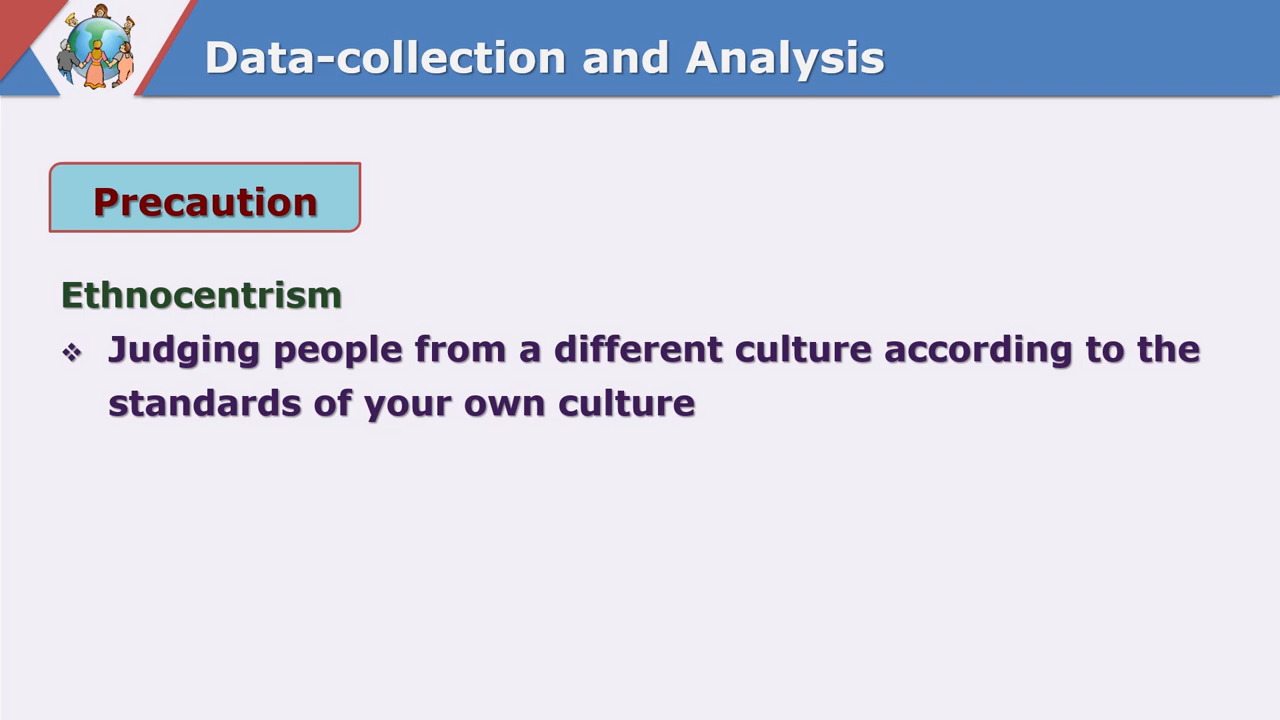 Data-collection and Analysis
Precaution
Ethnocentrism
❖ Judging people from a different culture according to the
standards of your own culture